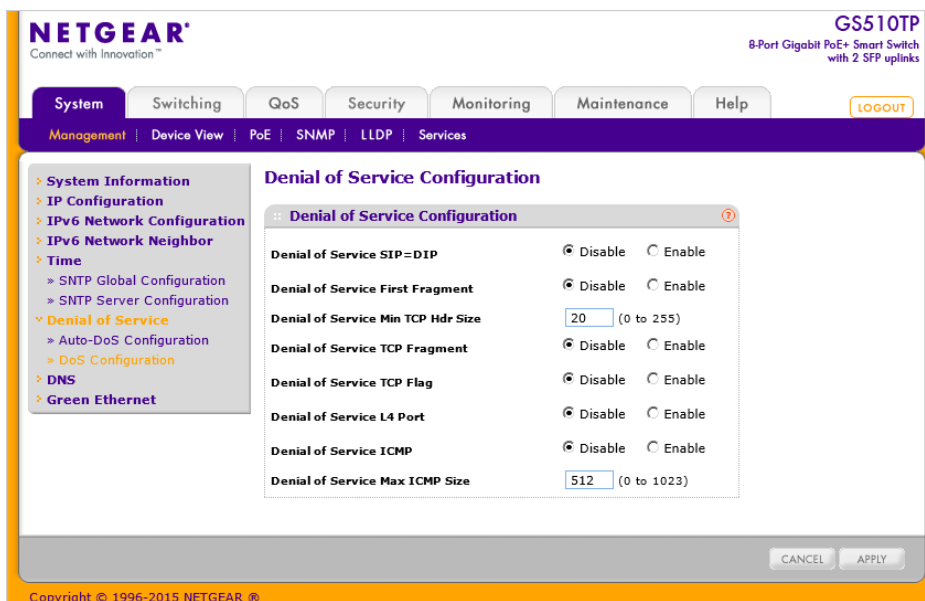 NETGEAR®
Connect with Innovation™
GS510TP
8-Port Gigabit PoE+ Smart Switch
with 2 SFP uplinks
System Switching QoS Security Monitoring Maintenance Help LOGOUT
Management Device View PoE SNMP LLDP Services
System Information
IP Configuration
IPv6 Network Configuration
IPv6 Network Neighbor
Time
» SNTP Global Configuration
» SNTP Server Configuration
Denial of Service
» Auto-DoS Configuration
» DoS Configuration
DNS
Green Ethernet
Denial of Service Configuration
Denial of Service Configuration ?
Denial of Service SIP=DIP Disable Enable
Denial of Service First Fragment Disable Enable
Denial of Service Min TCP Hdr Size 20 (0 to 255)
Denial of Service TCP Fragment Disable Enable
Denial of Service TCP Flag Disable Enable
Denial of Service L4 Port Disable Enable
Denial of Service ICMP Disable Enable
Denial of Service Max ICMP Size 512 (0 to 1023)
CANCEL APPLY
Copyright © 1996-2015 NETGEAR ®